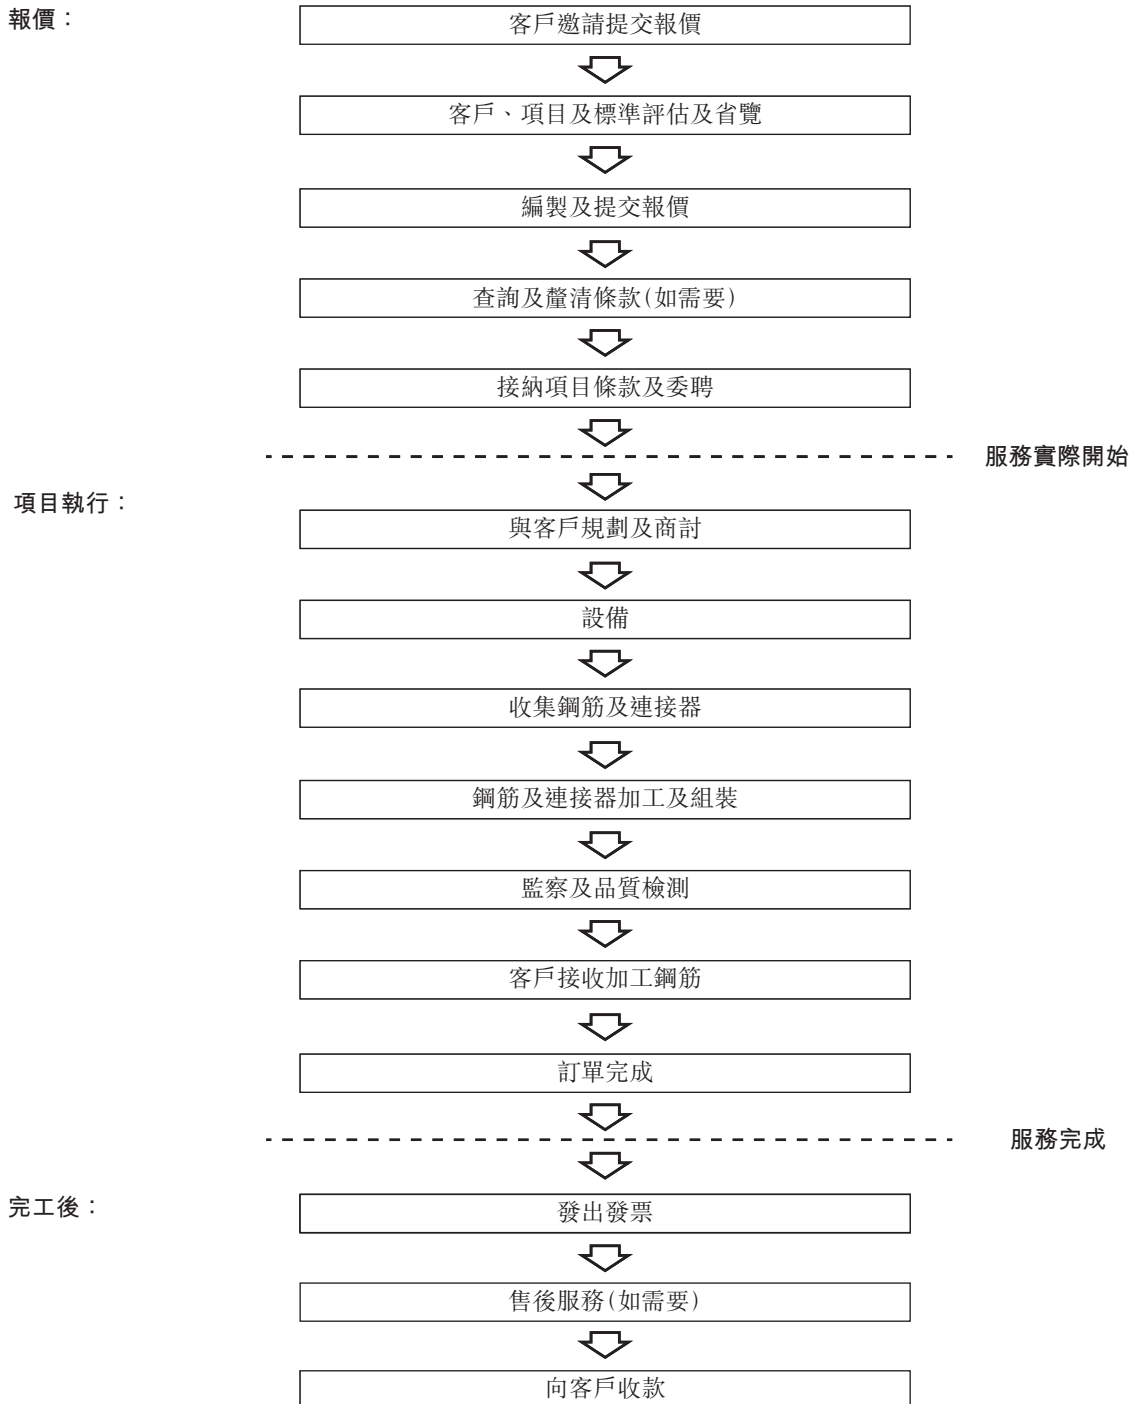 報價：
客戶邀請提交報價
客戶、項目及標準評估及省覽
編製及提交報價
查詢及釐清條款(如需要)
接納項目條款及委聘
服務實際開始
項目執行：
與客戶規劃及商討
設備
收集鋼筋及連接器
鋼筋及連接器加工及組裝
監察及品質檢測
客戶接收加工鋼筋
訂單完成
服務完成
完工後：
發出發票
售後服務(如需要)
向客戶收款